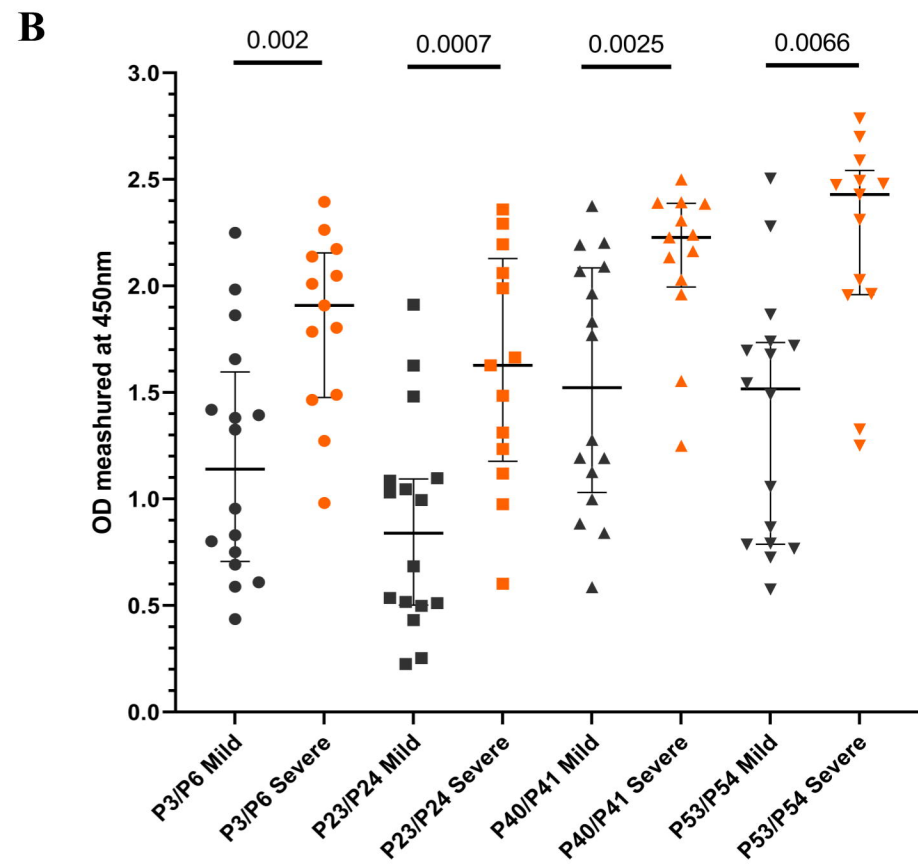 B
0.002 0.0007 0.0025 0.0066
3.0
2.5
2.0
1.5
1.0
0.5
0.0
OD meashured at 450nm
P3/P6 Mild
P3/P6 Severe
P23/P24 Mild
P23/P24 Severe
P40/P41 Mild
P40/P41 Severe
P53/P54 Mild
P53/P54 Severe